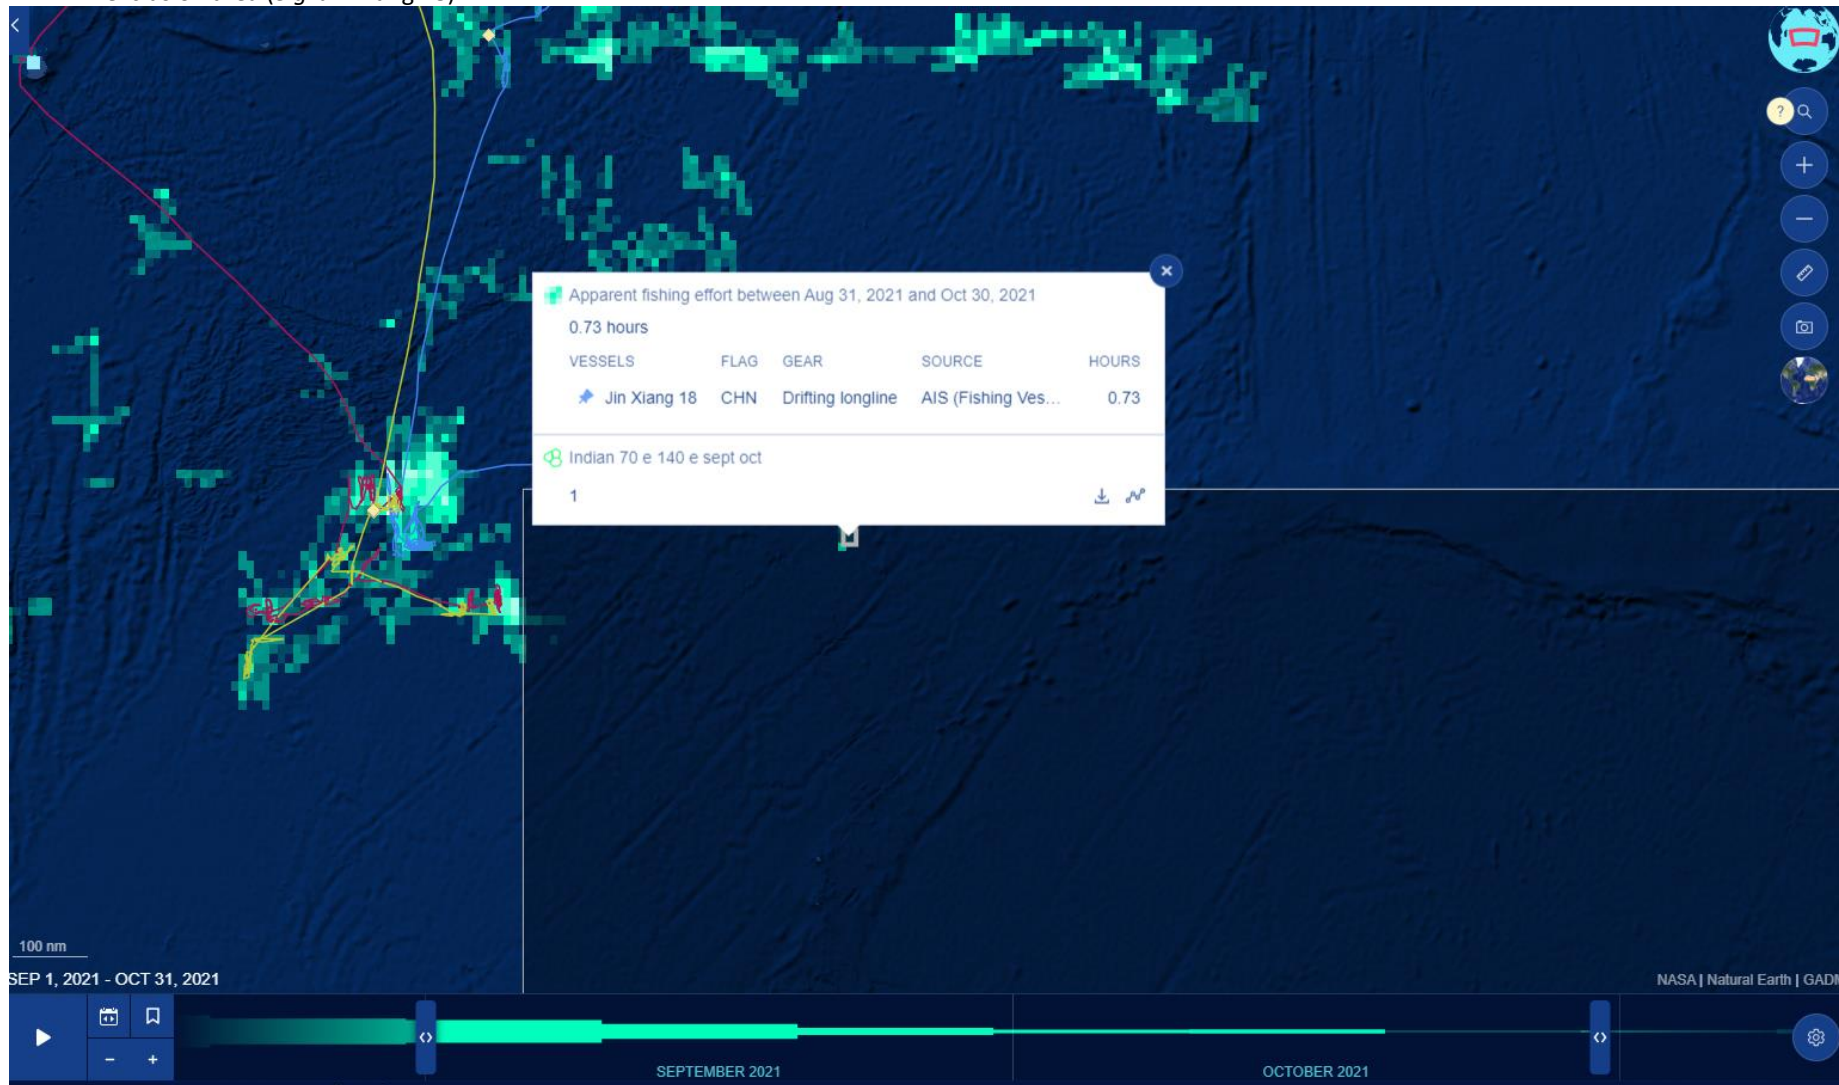 ?
Apparent fishing effort between Aug 31, 2021 and Oct 30, 2021
0.73 hours
VESSELS FLAG GEAR SOURCE HOURS
Jin Xiang 18 CHN Drifting longline AIS (Fishing Ves... 0.73
Indian 70 e 140 e sept oct
1
100 nm
SEP 1, 2021 - OCT 31, 2021
NASA | Natural Earth | GADM
SEPTEMBER 2021
OCTOBER 2021